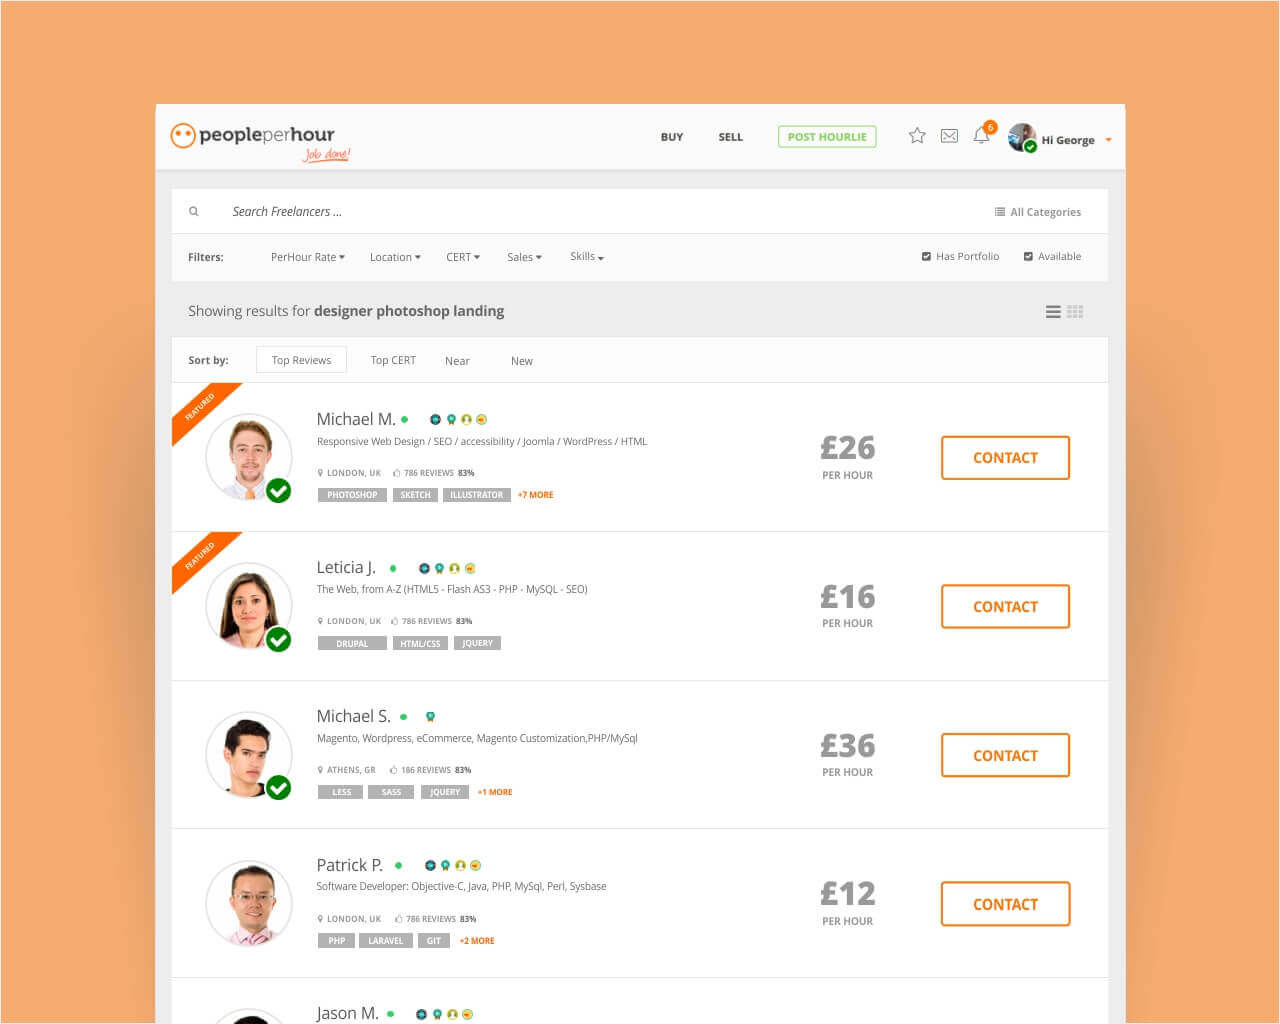 peopleperhour
Job done!
BUY SELL POST HOURLIE 6 Hi George
Search Freelancers ... All Categories
Filters: PerHour Rate Location CERT Sales Skills Has Portfolio Available
Showing results for designer photoshop landing
Sort by: Top Reviews Top CERT Near New
FEATURED
Michael M.
Responsive Web Design / SEO / accessibility / Joomla / WordPress / HTML
LONDON, UK 786 REVIEWS 83%
PHOTOSHOP SKETCH ILLUSTRATOR +7 MORE
£26
PER HOUR
CONTACT
FEATURED
Leticia J.
The Web, from A-Z (HTML5 - Flash AS3 - PHP - MySQL - SEO)
LONDON, UK 786 REVIEWS 83%
DRUPAL HTML/CSS JQUERY
£16
PER HOUR
CONTACT
Michael S.
Magento, Wordpress, eCommerce, Magento Customization,PHP/MySql
ATHENS, GR 186 REVIEWS 83%
LESS SASS JQUERY +1 MORE
£36
PER HOUR
CONTACT
Patrick P.
Software Developer: Objective-C, Java, PHP, MySql, Perl, Sysbase
LONDON, UK 786 REVIEWS 83%
PHP LARAVEL GIT +2 MORE
£12
PER HOUR
CONTACT
Jason M.